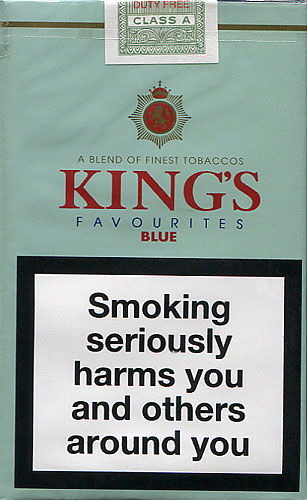 DUTY FREE
CLASS A
A BLEND OF FINEST TOBACCOS
KING'S
FAVOURITES
BLUE
Smoking
seriously
harms you
and others
around you